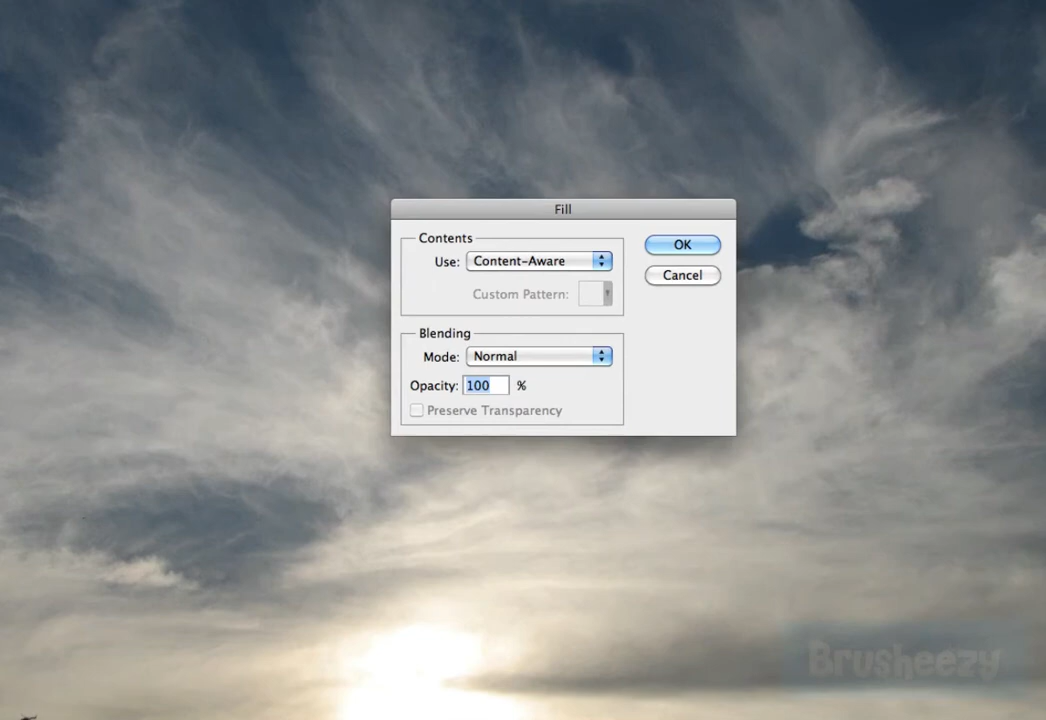 Fill
Contents
Use: Content-Aware
Custom Pattern:
Blending
Mode: Normal
Opacity: 100 %
Preserve Transparency
OK
Cancel
Brusheezy